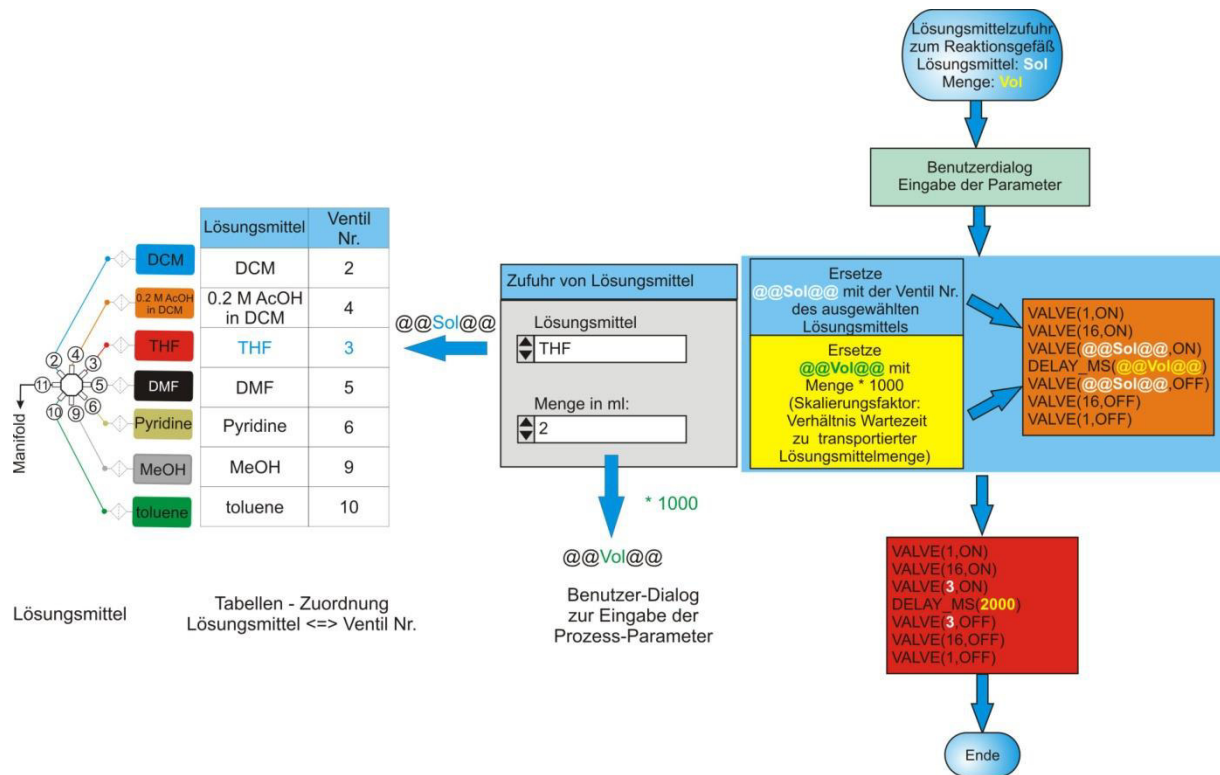 Lösungsmittelzufuhr
zum Reaktionsgefäß
Lösungsmittel: Sol
Menge: Vol
Benutzerdialog
Eingabe der Parameter
Ersetze
@@Sol@@ mit der Ventil Nr.
des ausgewählten
Lösungsmittels
Ersetze
@@Vol@@ mit
Menge * 1000
(Skalierungsfaktor:
Verhältnis Wartezeit
zu transportierter
Lösungsmittelmenge)
VALVE(1,ON)
VALVE(16,ON)
VALVE(@@Sol@@,ON)
DELAY_MS(@@Vol@@)
VALVE(@@Sol@@,OFF)
VALVE(16,OFF)
VALVE(1,OFF)
VALVE(1,ON)
VALVE(16,ON)
VALVE(3,ON)
DELAY_MS(2000)
VALVE(3,OFF)
VALVE(16,OFF)
VALVE(1,OFF)
Ende
Zufuhr von Lösungsmittel
Lösungsmittel
THF
Menge in ml:
2
@@Sol@@
* 1000
@@Vol@@
Benutzer-Dialog
zur Eingabe der
Prozess-Parameter
Lösungsmittel Ventil Nr.
DCM 2
0.2 M AcOH in DCM 4
THF 3
DMF 5
Pyridine 6
MeOH 9
toluene 10
Tabellen - Zuordnung
Lösungsmittel <=> Ventil Nr.
DCM
0.2 M AcOH
in DCM
THF
DMF
Pyridine
MeOH
toluene
2
4
3
11
5
10
9
6
Manifold
Lösungsmittel